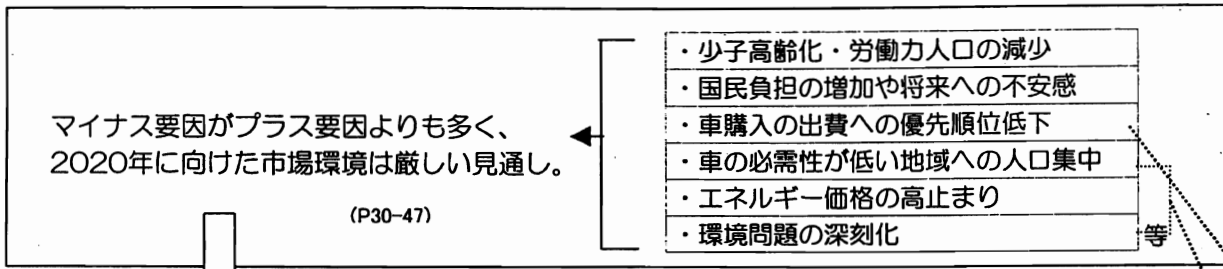 マイナス要因がプラス要因よりも多く、
2020年に向けた市場環境は厳しい見通し。
(P30-47)
・少子高齢化・労働力人口の減少
・国民負担の増加や将来への不安感
・車購入の出費への優先順位低下
・車の必需性が低い地域への人口集中
・エネルギー価格の高止まり
・環境問題の深刻化
等